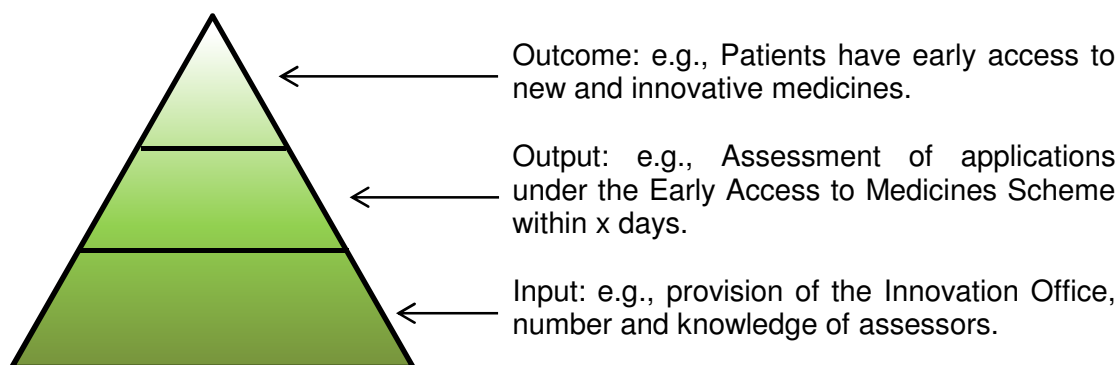 Outcome: e.g., Patients have early access to
new and innovative medicines.
Output: e.g., Assessment of applications
under the Early Access to Medicines Scheme
within x days.
Input: e.g., provision of the Innovation Office,
number and knowledge of assessors.